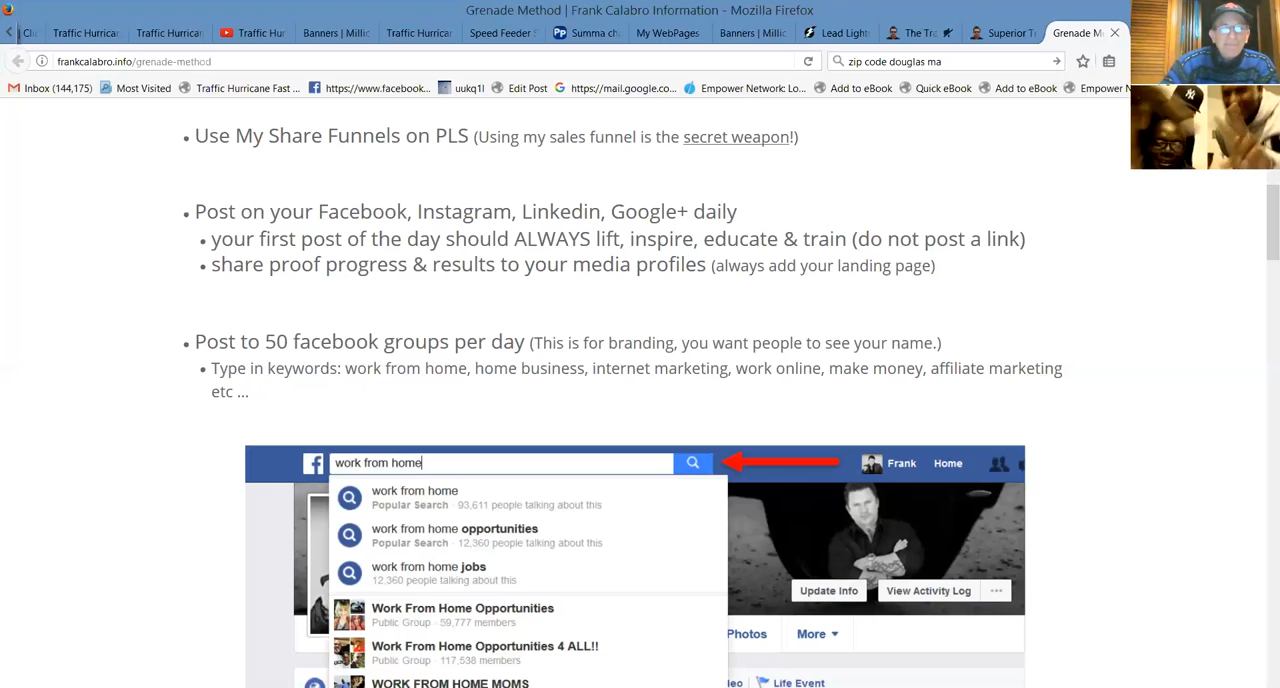 Grenade Method | Frank Calabro Information - Mozilla Firefox
Traffic Hurrica
Traffic Hurrican
Traffic Hur
Banners | Millic
Traffic Hurrican
Speed Feeder S
Summa ch
My WebPages
Banners | Millic
Lead Light
The Tra
Superior T
Grenade M
frankcalabro.info/grenade-method
zip code douglas ma
Inbox (144,175)
Most Visited
Traffic Hurricane Fast ...
https://www.facebook...
uukq1l
Edit Post
https://mail.google.co...
Empower Network: Lo...
Add to eBook
Quick eBook
Add to eBook
Empower N
• Use My Share Funnels on PLS (Using my sales funnel is the secret weapon!)
• Post on your Facebook, Instagram, Linkedin, Google+ daily
• your first post of the day should ALWAYS lift, inspire, educate & train (do not post a link)
• share proof progress & results to your media profiles (always add your landing page)
• Post to 50 facebook groups per day (This is for branding, you want people to see your name.)
• Type in keywords: work from home, home business, internet marketing, work online, make money, affiliate marketing
etc ...
work from home
Frank
Home
work from home
Popular Search · 93,611 people talking about this
work from home opportunities
Popular Search · 12,360 people talking about this
work from home jobs
12,360 people talking about this
Update Info
View Activity Log
...
Work From Home Opportunities
Public Group · 59,777 members
Photos
More
Work From Home Opportunities 4 ALL!!
Public Group · 117,538 members
WORK FROM HOME MOMS
Life Event